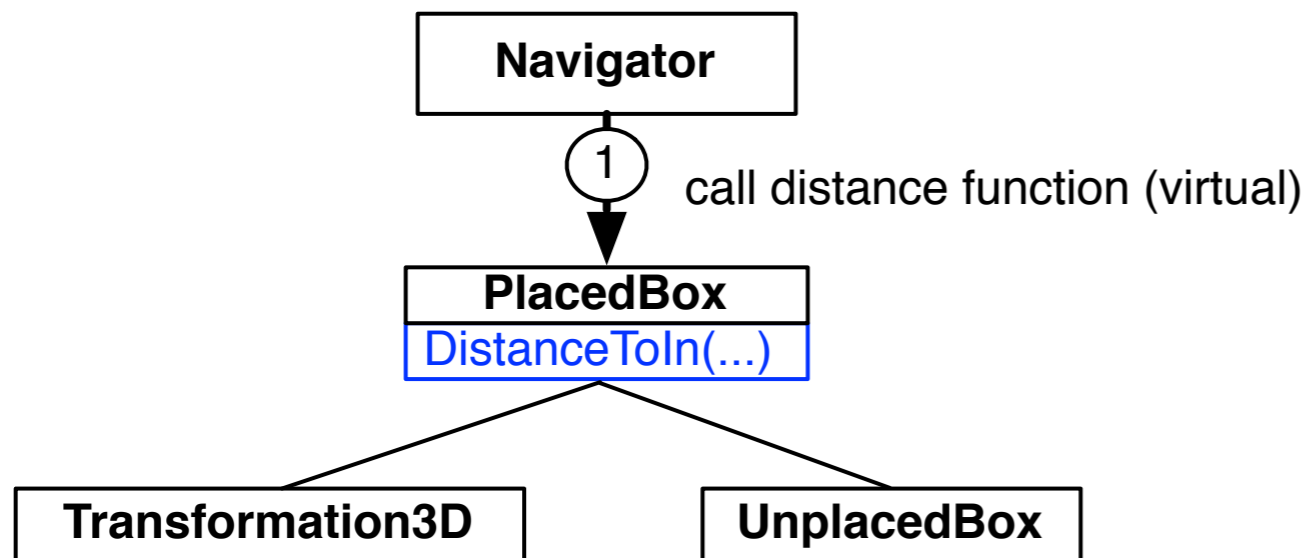 Navigator
1
call distance function (virtual)
PlacedBox
DistanceToIn(...)
Transformation3D
UnplacedBox